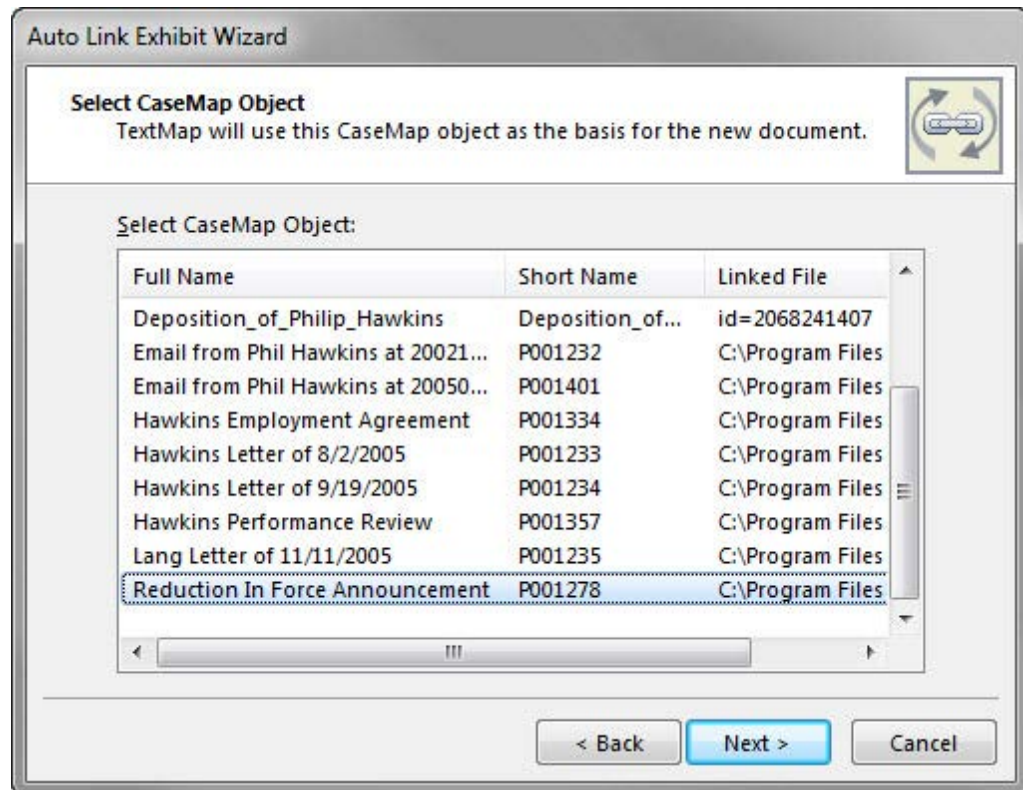 Auto Link Exhibit Wizard
Select CaseMap Object
TextMap will use this CaseMap object as the basis for the new document.
Select CaseMap Object:
Full Name Short Name Linked File
Deposition_of_Philip_Hawkins Deposition_of... id=2068241407
Email from Phil Hawkins at 20021... P001232 C:\Program Files
Email from Phil Hawkins at 20050... P001401 C:\Program Files
Hawkins Employment Agreement P001334 C:\Program Files
Hawkins Letter of 8/2/2005 P001233 C:\Program Files
Hawkins Letter of 9/19/2005 P001234 C:\Program Files
Hawkins Performance Review P001357 C:\Program Files
Lang Letter of 11/11/2005 P001235 C:\Program Files
Reduction In Force Announcement P001278 C:\Program Files
< Back Next > Cancel